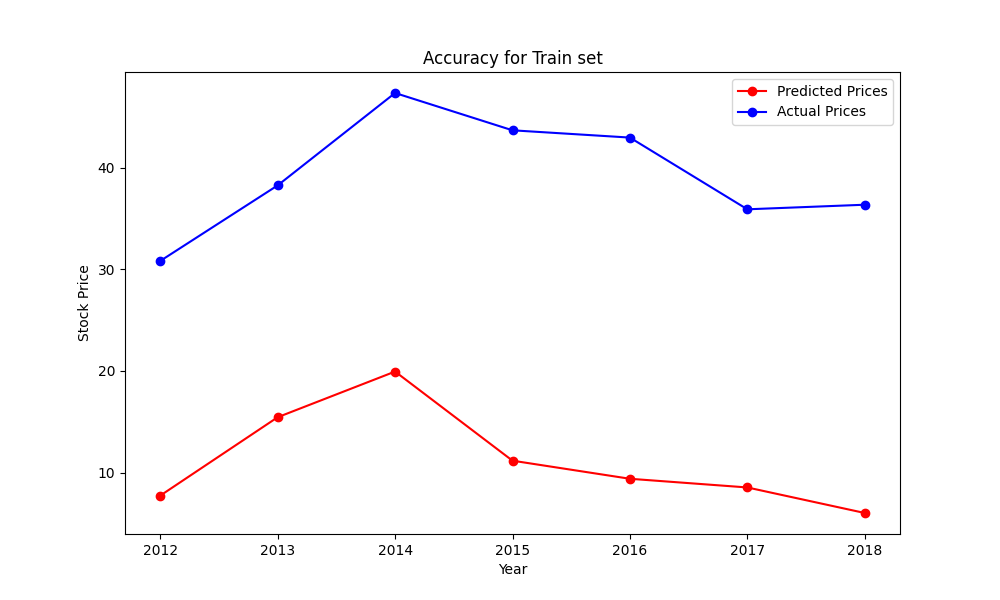 Accuracy for Train set
Predicted Prices
Actual Prices
Stock Price
40
30
20
10
2012 2013 2014 2015 2016 2017 2018
Year